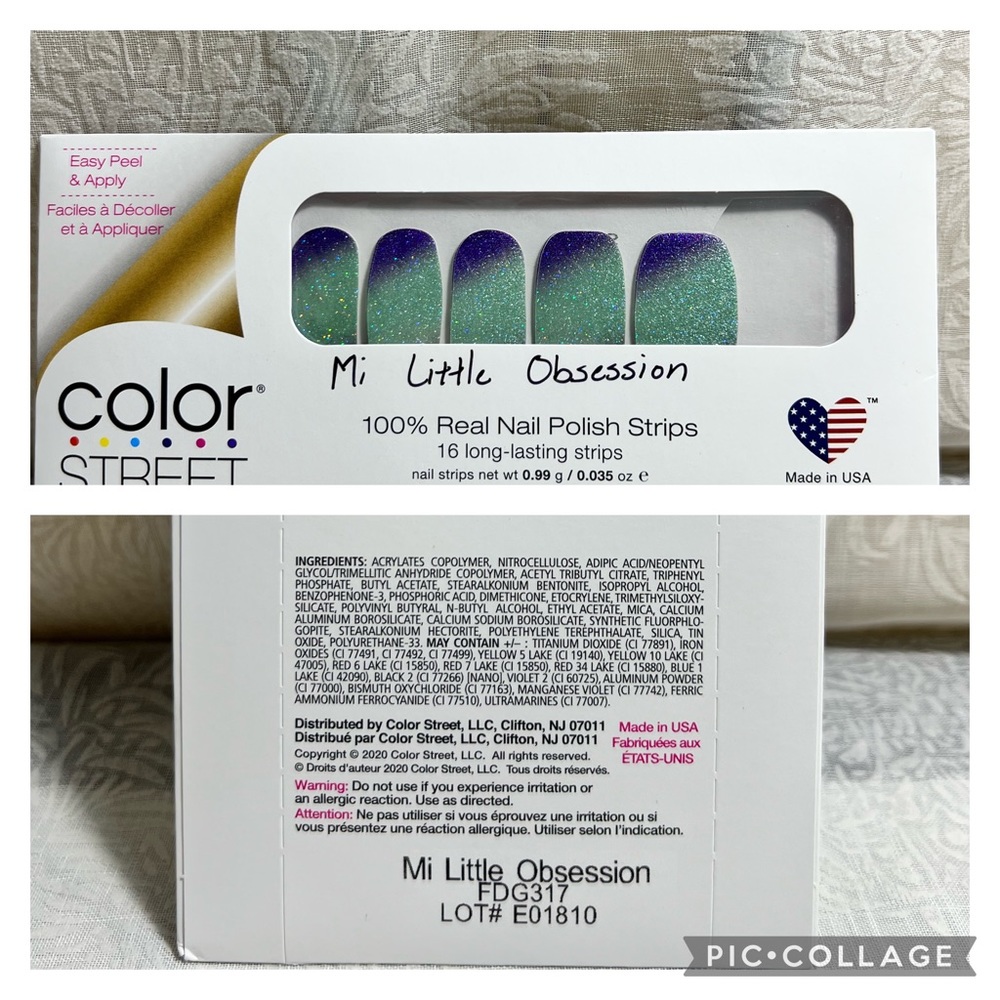 Easy Peel
& Apply
Faciles à Décoller
et à Appliquer
color®
STREET
Mi Little Obsession
100% Real Nail Polish Strips
16 long-lasting strips
nail strips net wt 0.99 g / 0.035 oz e
™
Made in USA
INGREDIENTS: ACRYLATES COPOLYMER, NITROCELLULOSE, ADIPIC ACID/NEOPENTYL
GLYCOL/TRIMELLITIC ANHYDRIDE COPOLYMER, ACETYL TRIBUTYL CITRATE, TRIPHENYL
PHOSPHATE, BUTYL ACETATE, STEARALKONIUM BENTONITE, ISOPROPYL ALCOHOL,
BENZOPHENONE-3, PHOSPHORIC ACID, DIMETHICONE, ETOCRYLENE, TRIMETHYLSILOXY-
SILICATE, POLYVINYL BUTYRAL, N-BUTYL ALCOHOL, ETHYL ACETATE, MICA, CALCIUM
ALUMINUM BOROSILICATE, CALCIUM SODIUM BOROSILICATE, SYNTHETIC FLUORPHLO-
GOPITE, STEARALKONIUM HECTORITE, POLYETHYLENE TEREPHTHALATE, SILICA, TIN
OXIDE, POLYURETHANE-33. MAY CONTAIN +/– : TITANIUM DIOXIDE (CI 77891), IRON
OXIDES (CI 77491, CI 77492, CI 77499), YELLOW 5 LAKE (CI 19140), YELLOW 10 LAKE (CI
47005), RED 6 LAKE (CI 15850), RED 7 LAKE (CI 15850), RED 34 LAKE (CI 15880), BLUE 1
LAKE (CI 42090), BLACK 2 (CI 77266) [NANO], VIOLET 2 (CI 60725), ALUMINUM POWDER
(CI 77000), BISMUTH OXYCHLORIDE (CI 77163), MANGANESE VIOLET (CI 77742), FERRIC
AMMONIUM FERROCYANIDE (CI 77510), ULTRAMARINES (CI 77007).
Distributed by Color Street, LLC, Clifton, NJ 07011
Distribué par Color Street, LLC, Clifton, NJ 07011
Made in USA
Fabriquées aux
ÉTATS-UNIS
Copyright © 2020 Color Street, LLC. All rights reserved.
© Droits d'auteur 2020 Color Street, LLC. Tous droits réservés.
Warning: Do not use if you experience irritation or
an allergic reaction. Use as directed.
Attention: Ne pas utiliser si vous éprouvez une irritation ou si
vous présentez une réaction allergique. Utiliser selon l'indication.
Mi Little Obsession
FDG317
LOT# E01810
PIC•COLLAGE